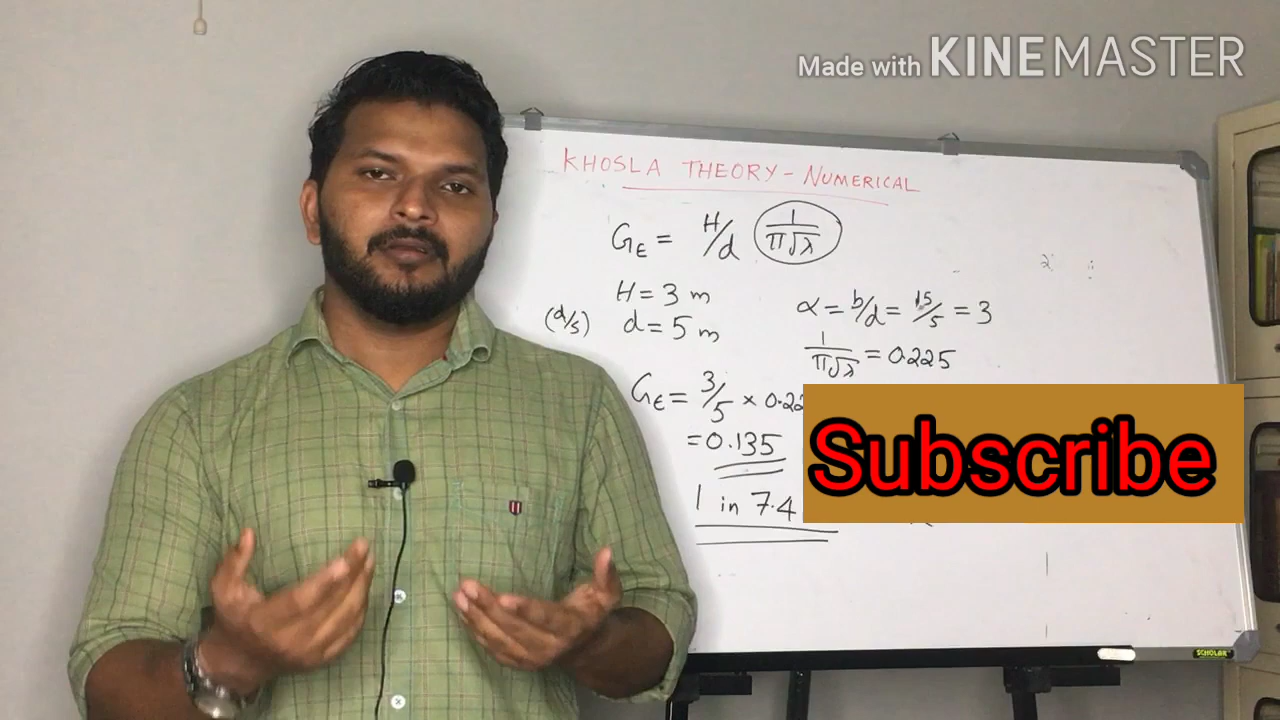 Made with KINEMASTER
KHOSLA THEORY - NUMERICAL
G_E = H/d 1/π√λ
H = 3 m
(d/s) d = 5 m
α = b/d = 15/5 = 3
1/π√λ = 0.225
G_E = 3/5 × 0.22
= 0.135
Subscribe
1 in 7.4
SCHOLAR